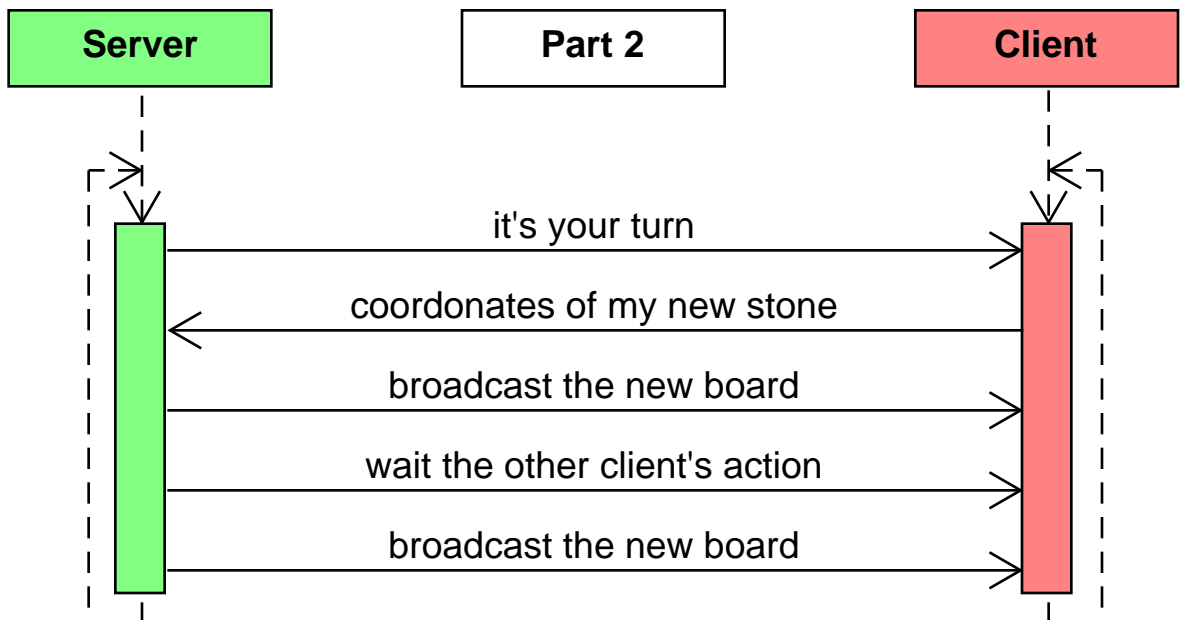 Server
Part 2
Client
it's your turn
coordonates of my new stone
broadcast the new board
wait the other client's action
broadcast the new board